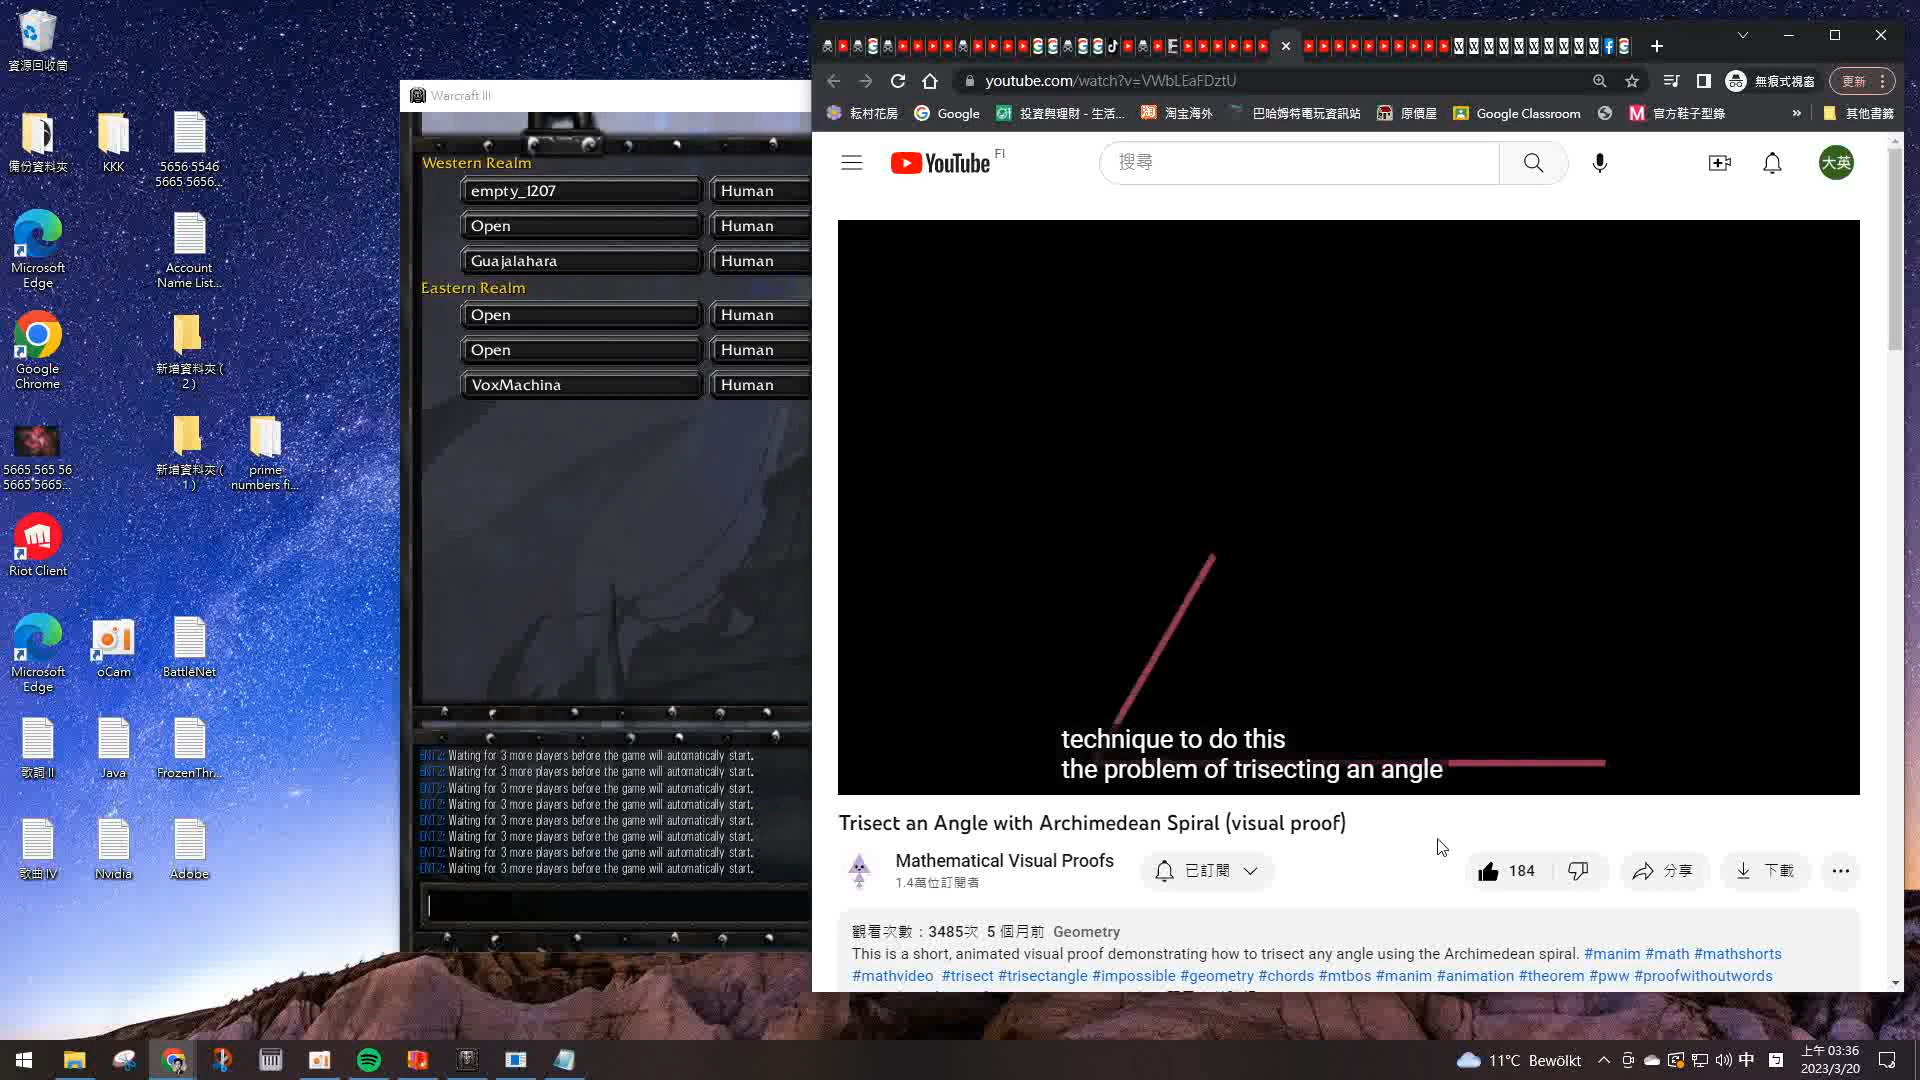 資源回收筒
備份資料夾
KKK
5656 5546
5665 5656...
Microsoft
Edge
Account
Name List...
Google
Chrome
新增資料夾 (
2 )
5665 565 56
5665 5665...
新增資料夾 (
1 )
prime
numbers fi...
Riot Client
Microsoft
Edge
oCam
BattleNet
歌詞 II
Java
FrozenThr...
歌曲 IV
Nvidia
Adobe
Warcraft III
Western Realm
empty_1207
Human
Open
Human
Guajalahara
Human
Eastern Realm
Open
Human
Open
Human
VoxMachina
Human
ENT2: Waiting for 3 more players before the game will automatically start.
ENT2: Waiting for 3 more players before the game will automatically start.
ENT2: Waiting for 3 more players before the game will automatically start.
ENT2: Waiting for 3 more players before the game will automatically start.
ENT2: Waiting for 3 more players before the game will automatically start.
ENT2: Waiting for 3 more players before the game will automatically start.
ENT2: Waiting for 3 more players before the game will automatically start.
ENT2: Waiting for 3 more players before the game will automatically start.
youtube.com/watch?v=VWbLEaFDztU
無痕式視窗
更新
耘村花房
Google
投資與理財 - 生活...
淘宝海外
巴哈姆特電玩資訊站
原價屋
Google Classroom
官方鞋子型錄
»
其他書籤
YouTube FI
搜尋
大英
technique to do this
the problem of trisecting an angle
Trisect an Angle with Archimedean Spiral (visual proof)
Mathematical Visual Proofs
1.4萬位訂閱者
已訂閱
184
分享
下載
觀看次數：3485次 5 個月前 Geometry
This is a short, animated visual proof demonstrating how to trisect any angle using the Archimedean spiral. #manim #math #mathshorts
#mathvideo #trisect #trisectangle #impossible #geometry #chords #mtbos #manim #animation #theorem #pww #proofwithoutwords
11°C Bewölkt
中
上午 03:36
2023/3/20